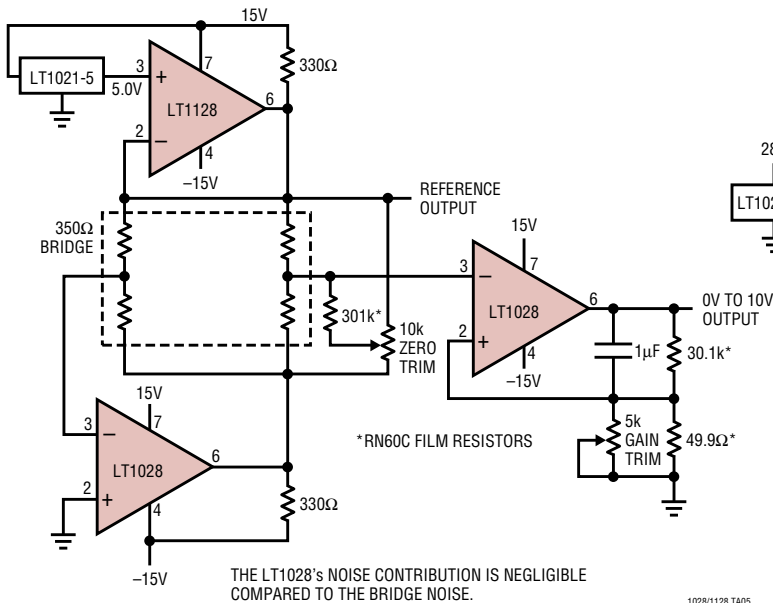 15V
LT1021-5
5.0V
3
+
7
330Ω
LT1128
6
2
–
4
–15V
REFERENCE
OUTPUT
28
LT102
350Ω
BRIDGE
15V
3
–
7
LT1028
6
0V TO 10V
OUTPUT
2
+
4
–15V
301k*
10k
ZERO
TRIM
1µF
30.1k*
15V
3
–
7
LT1028
6
2
+
4
330Ω
–15V
*RN60C FILM RESISTORS
5k
GAIN
TRIM
49.9Ω*
THE LT1028's NOISE CONTRIBUTION IS NEGLIGIBLE
COMPARED TO THE BRIDGE NOISE.
1028/1128 TA05